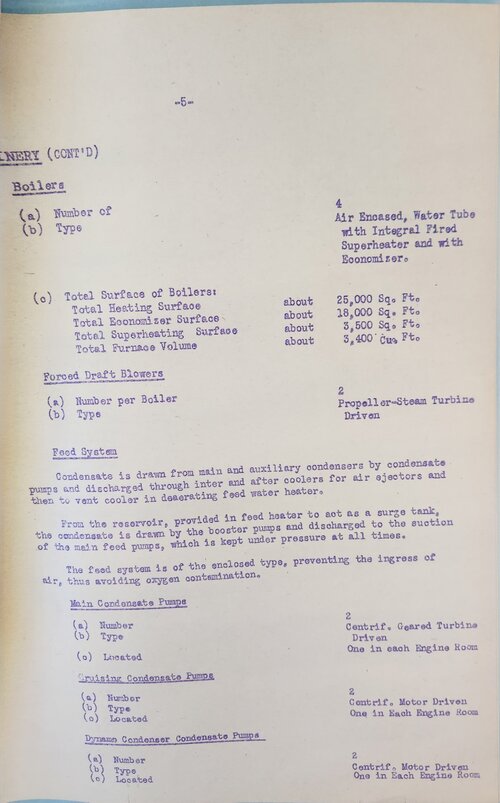 -5-
INERY (CONT'D)
Boilers
(a) Number of 4
(b) Type Air Encased, Water Tube
with Integral Fired
Superheater and with
Economizer.
(c) Total Surface of Boilers:
Total Heating Surface about 25,000 Sq. Ft.
Total Economizer Surface about 18,000 Sq. Ft.
Total Superheating Surface about 3,500 Sq. Ft.
Total Furnace Volume about 3,400 Cu. Ft.
Forced Draft Blowers
(a) Number per Boiler 2
(b) Type Propeller-Steam Turbine
Driven
Feed System
Condensate is drawn from main and auxiliary condensers by condensate
pumps and discharged through inter and after coolers for air ejectors and
then to vent cooler in deaerating feed water heater.
From the reservoir, provided in feed heater to act as a surge tank,
the condensate is drawn by the booster pumps and discharged to the suction
of the main feed pumps, which is kept under pressure at all times.
The feed system is of the enclosed type, preventing the ingress of
air, thus avoiding oxygen contamination.
Main Condensate Pumps
(a) Number 2
(b) Type Centrif. Geared Turbine
Driven
(c) Located One in each Engine Room
Cruising Condensate Pumps
(a) Number 2
(b) Type Centrif. Motor Driven
(c) Located One in Each Engine Room
Dynamo Condenser Condensate Pumps
(a) Number 2
(b) Type Centrif. Motor Driven
(c) Located One in Each Engine Room